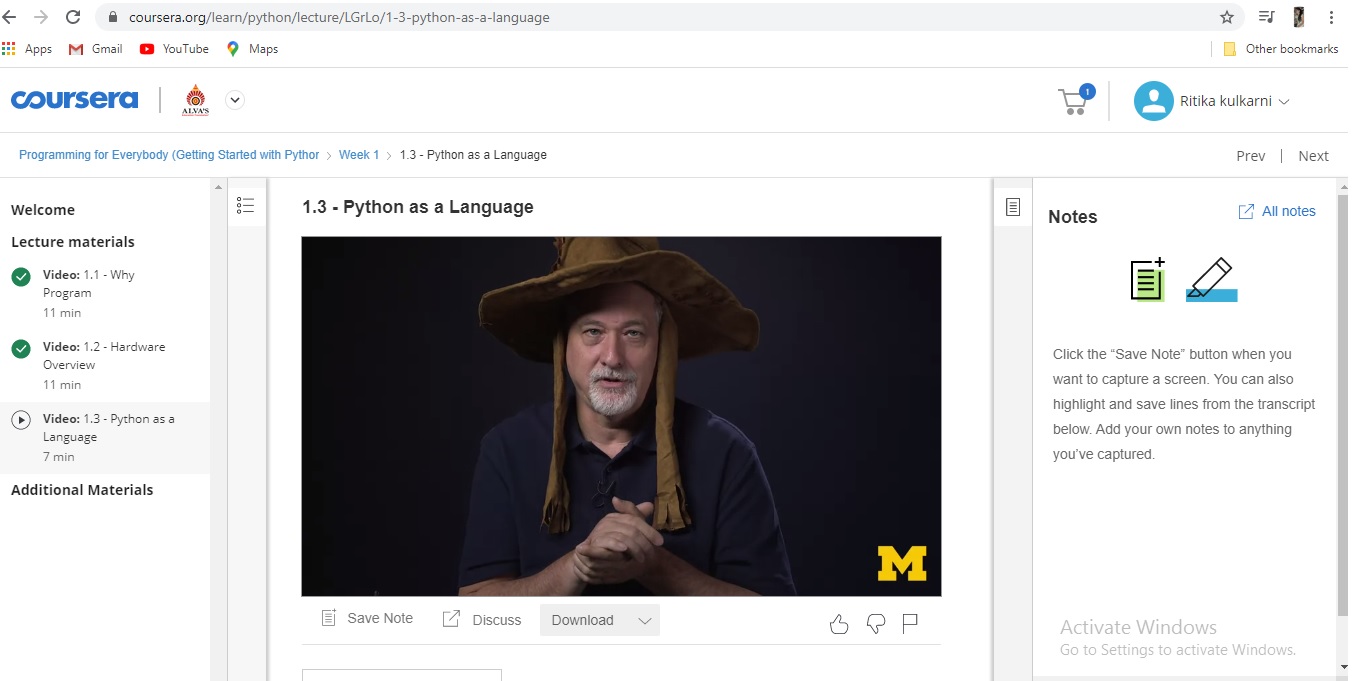 coursera.org/learn/python/lecture/LGrLo/1-3-python-as-a-language
Apps Gmail YouTube Maps Other bookmarks
coursera ALVA'S 1 Ritika kulkarni
Programming for Everybody (Getting Started with Pythor > Week 1 > 1.3 - Python as a Language Prev | Next
Welcome
Lecture materials
Video: 1.1 - Why
Program
11 min
Video: 1.2 - Hardware
Overview
11 min
Video: 1.3 - Python as a
Language
7 min
Additional Materials
1.3 - Python as a Language
M
Save Note Discuss Download
Notes All notes
Click the “Save Note” button when you
want to capture a screen. You can also
highlight and save lines from the transcript
below. Add your own notes to anything
you’ve captured.
Activate Windows
Go to Settings to activate Windows.